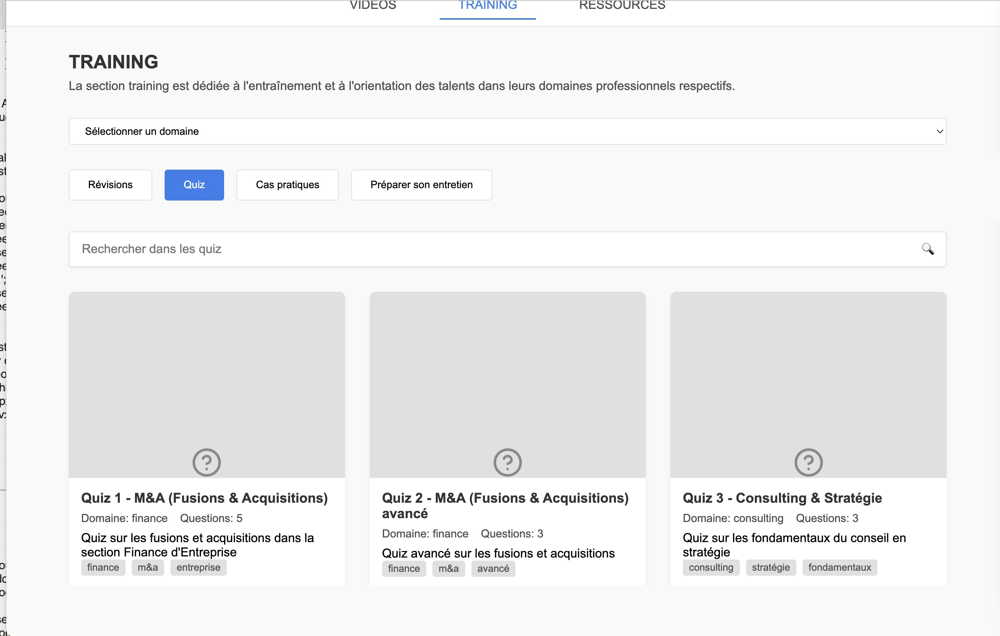 VIDEOS TRAINING RESSOURCES
TRAINING
La section training est dédiée à l'entraînement et à l'orientation des talents dans leurs domaines professionnels respectifs.
Sélectionner un domaine
Révisions Quiz Cas pratiques Préparer son entretien
Rechercher dans les quiz
Quiz 1 - M&A (Fusions & Acquisitions)
Domaine: finance Questions: 5
Quiz sur les fusions et acquisitions dans la
section Finance d'Entreprise
finance m&a entreprise
Quiz 2 - M&A (Fusions & Acquisitions)
avancé
Domaine: finance Questions: 3
Quiz avancé sur les fusions et acquisitions
finance m&a avancé
Quiz 3 - Consulting & Stratégie
Domaine: consulting Questions: 3
Quiz sur les fondamentaux du conseil en
stratégie
consulting stratégie fondamentaux